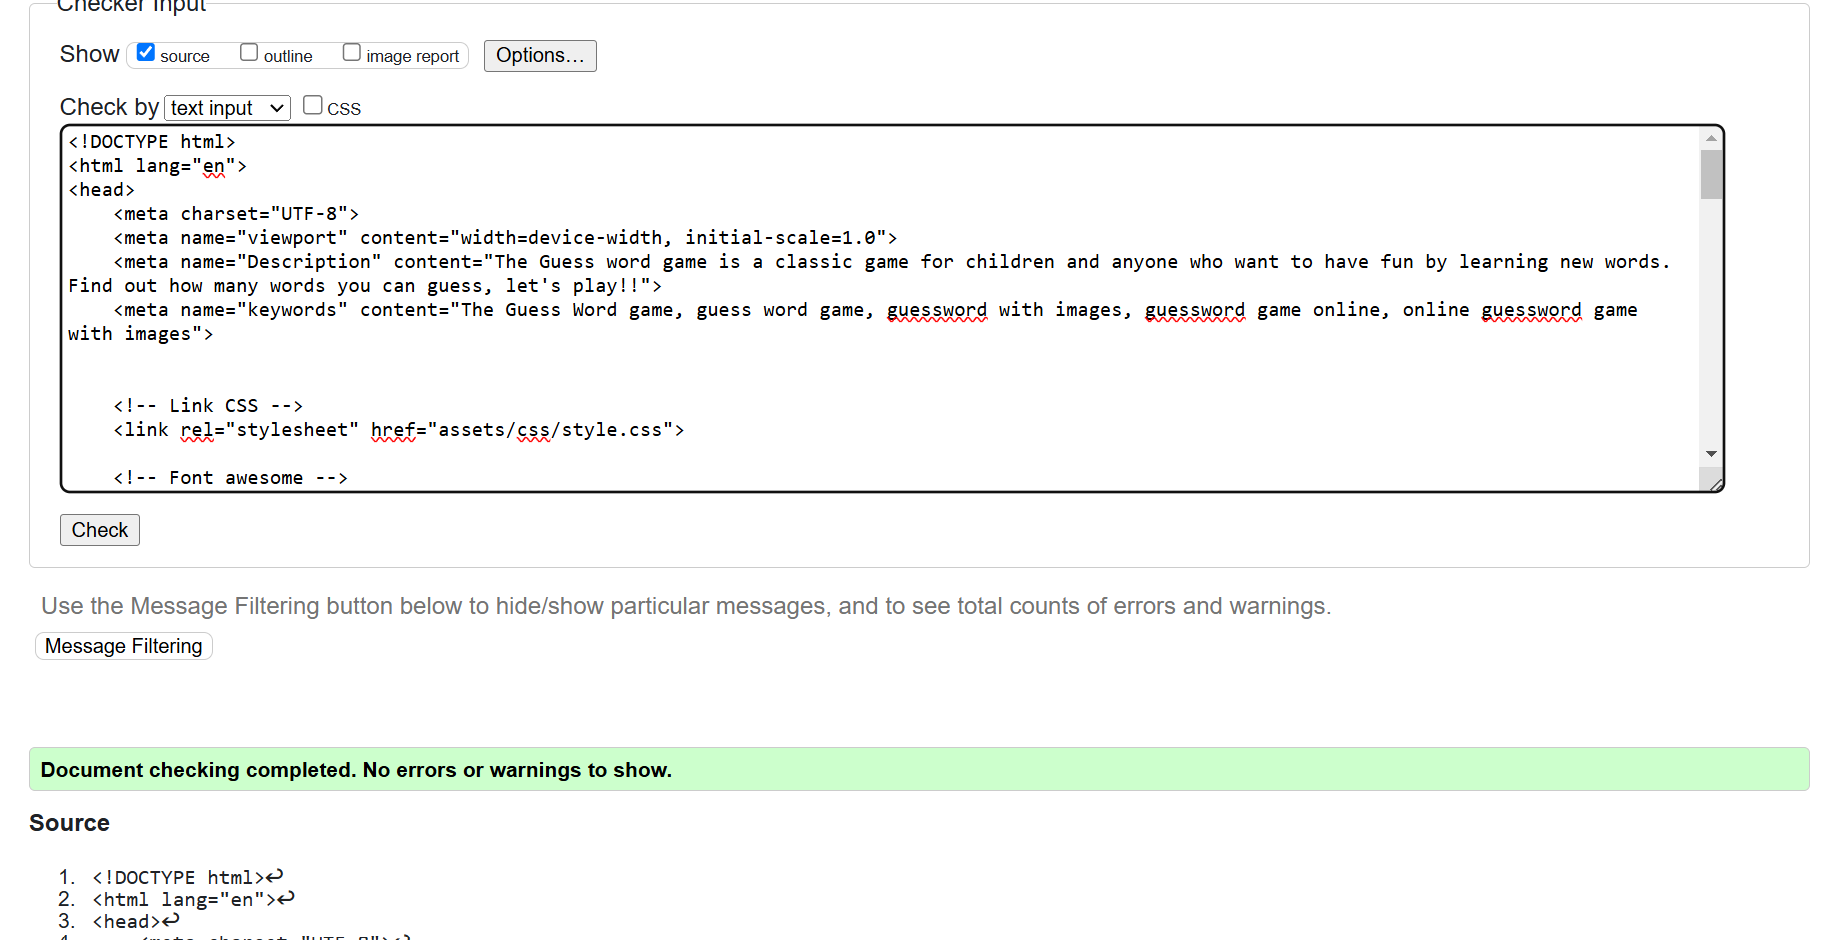 Checker Input
Show source outline image report Options...
Check by text input CSS
<!DOCTYPE html>
<html lang="en">
<head>
    <meta charset="UTF-8">
    <meta name="viewport" content="width=device-width, initial-scale=1.0">
    <meta name="Description" content="The Guess word game is a classic game for children and anyone who want to have fun by learning new words.
Find out how many words you can guess, let's play!!">
    <meta name="keywords" content="The Guess Word game, guess word game, guessword with images, guessword game online, online guessword game
with images">
    <!-- Link CSS -->
    <link rel="stylesheet" href="assets/css/style.css">
    <!-- Font awesome -->
Check
Use the Message Filtering button below to hide/show particular messages, and to see total counts of errors and warnings.
Message Filtering
Document checking completed. No errors or warnings to show.
Source
1. <!DOCTYPE html>↩
2. <html lang="en">↩
3. <head>↩
4.     <meta charset="UTF-8">↩